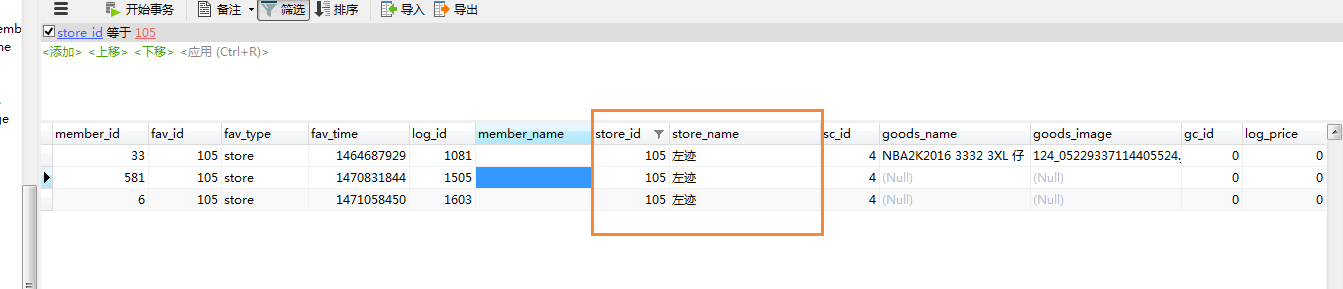 开始事务 备注 筛选 排序 导入 导出
emb
store_id 等于 105
me
<添加> <上移> <下移> <应用 (Ctrl+R)>
ge
member_id fav_id fav_type fav_time log_id member_name store_id store_name sc_id goods_name goods_image gc_id log_price
33 105 store 1464687929 1081 105 左迹 4 NBA2K2016 3332 3XL 仔 124_05229337114405524. 0 0
581 105 store 1470831844 1505 105 左迹 4 (Null) (Null) 0 0
6 105 store 1471058450 1603 105 左迹 4 (Null) (Null) 0 0